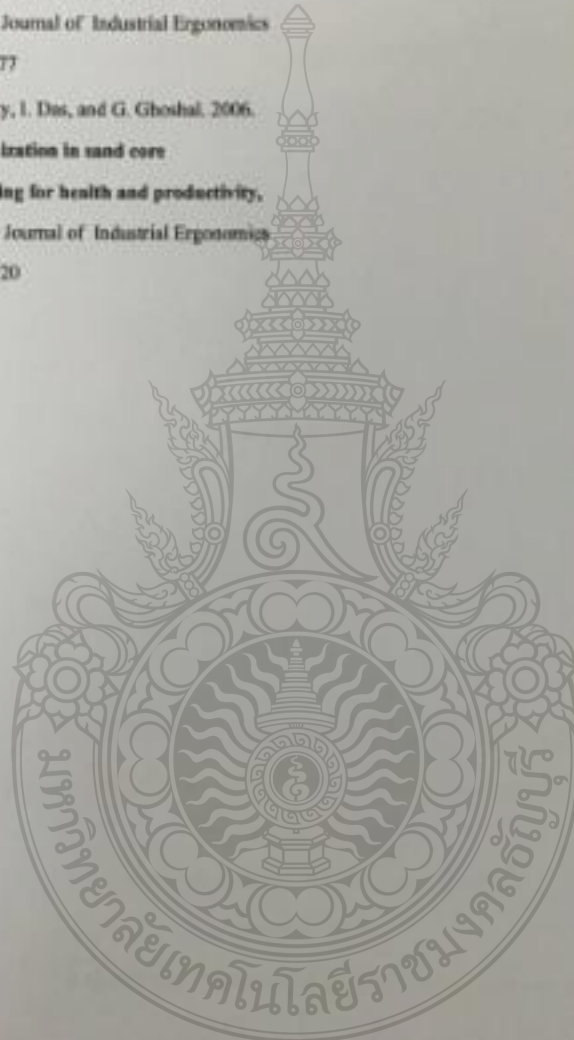 Journal of Industrial Ergonomics
77
y, I. Das, and G. Ghoshal. 2006.
ization in sand core
ing for health and productivity,
Journal of Industrial Ergonomics
20
มหาวิทยาลัยเทคโนโลยีราชมงคลธัญบุรี